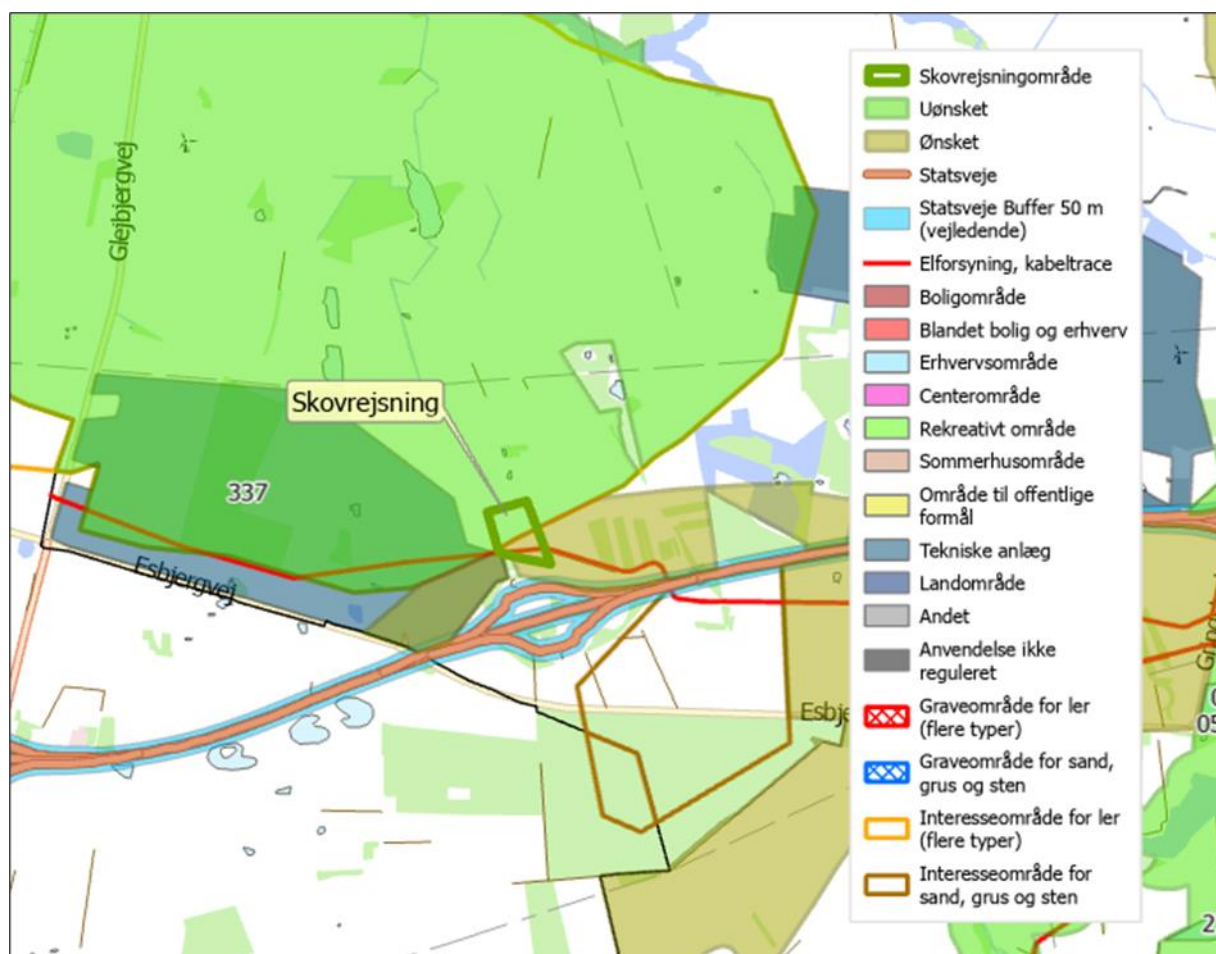 Glejbjergvej
Skovrejsning
337
Esbjergvej
Skovrejsningområde
Uønsket
Ønsket
Statsveje
Statsveje Buffer 50 m
(vejledende)
Elforsyning, kabeltrace
Boligområde
Blandet bolig og erhverv
Erhvervsområde
Centerområde
Rekreativt område
Sommerhusområde
Område til offentlige
formål
Tekniske anlæg
Landområde
Andet
Anvendelse ikke
reguleret
Graveområde for ler
(flere typer)
Graveområde for sand,
grus og sten
Interesseområde for ler
(flere typer)
Interesseområde for
sand, grus og sten
Esbje
05
2